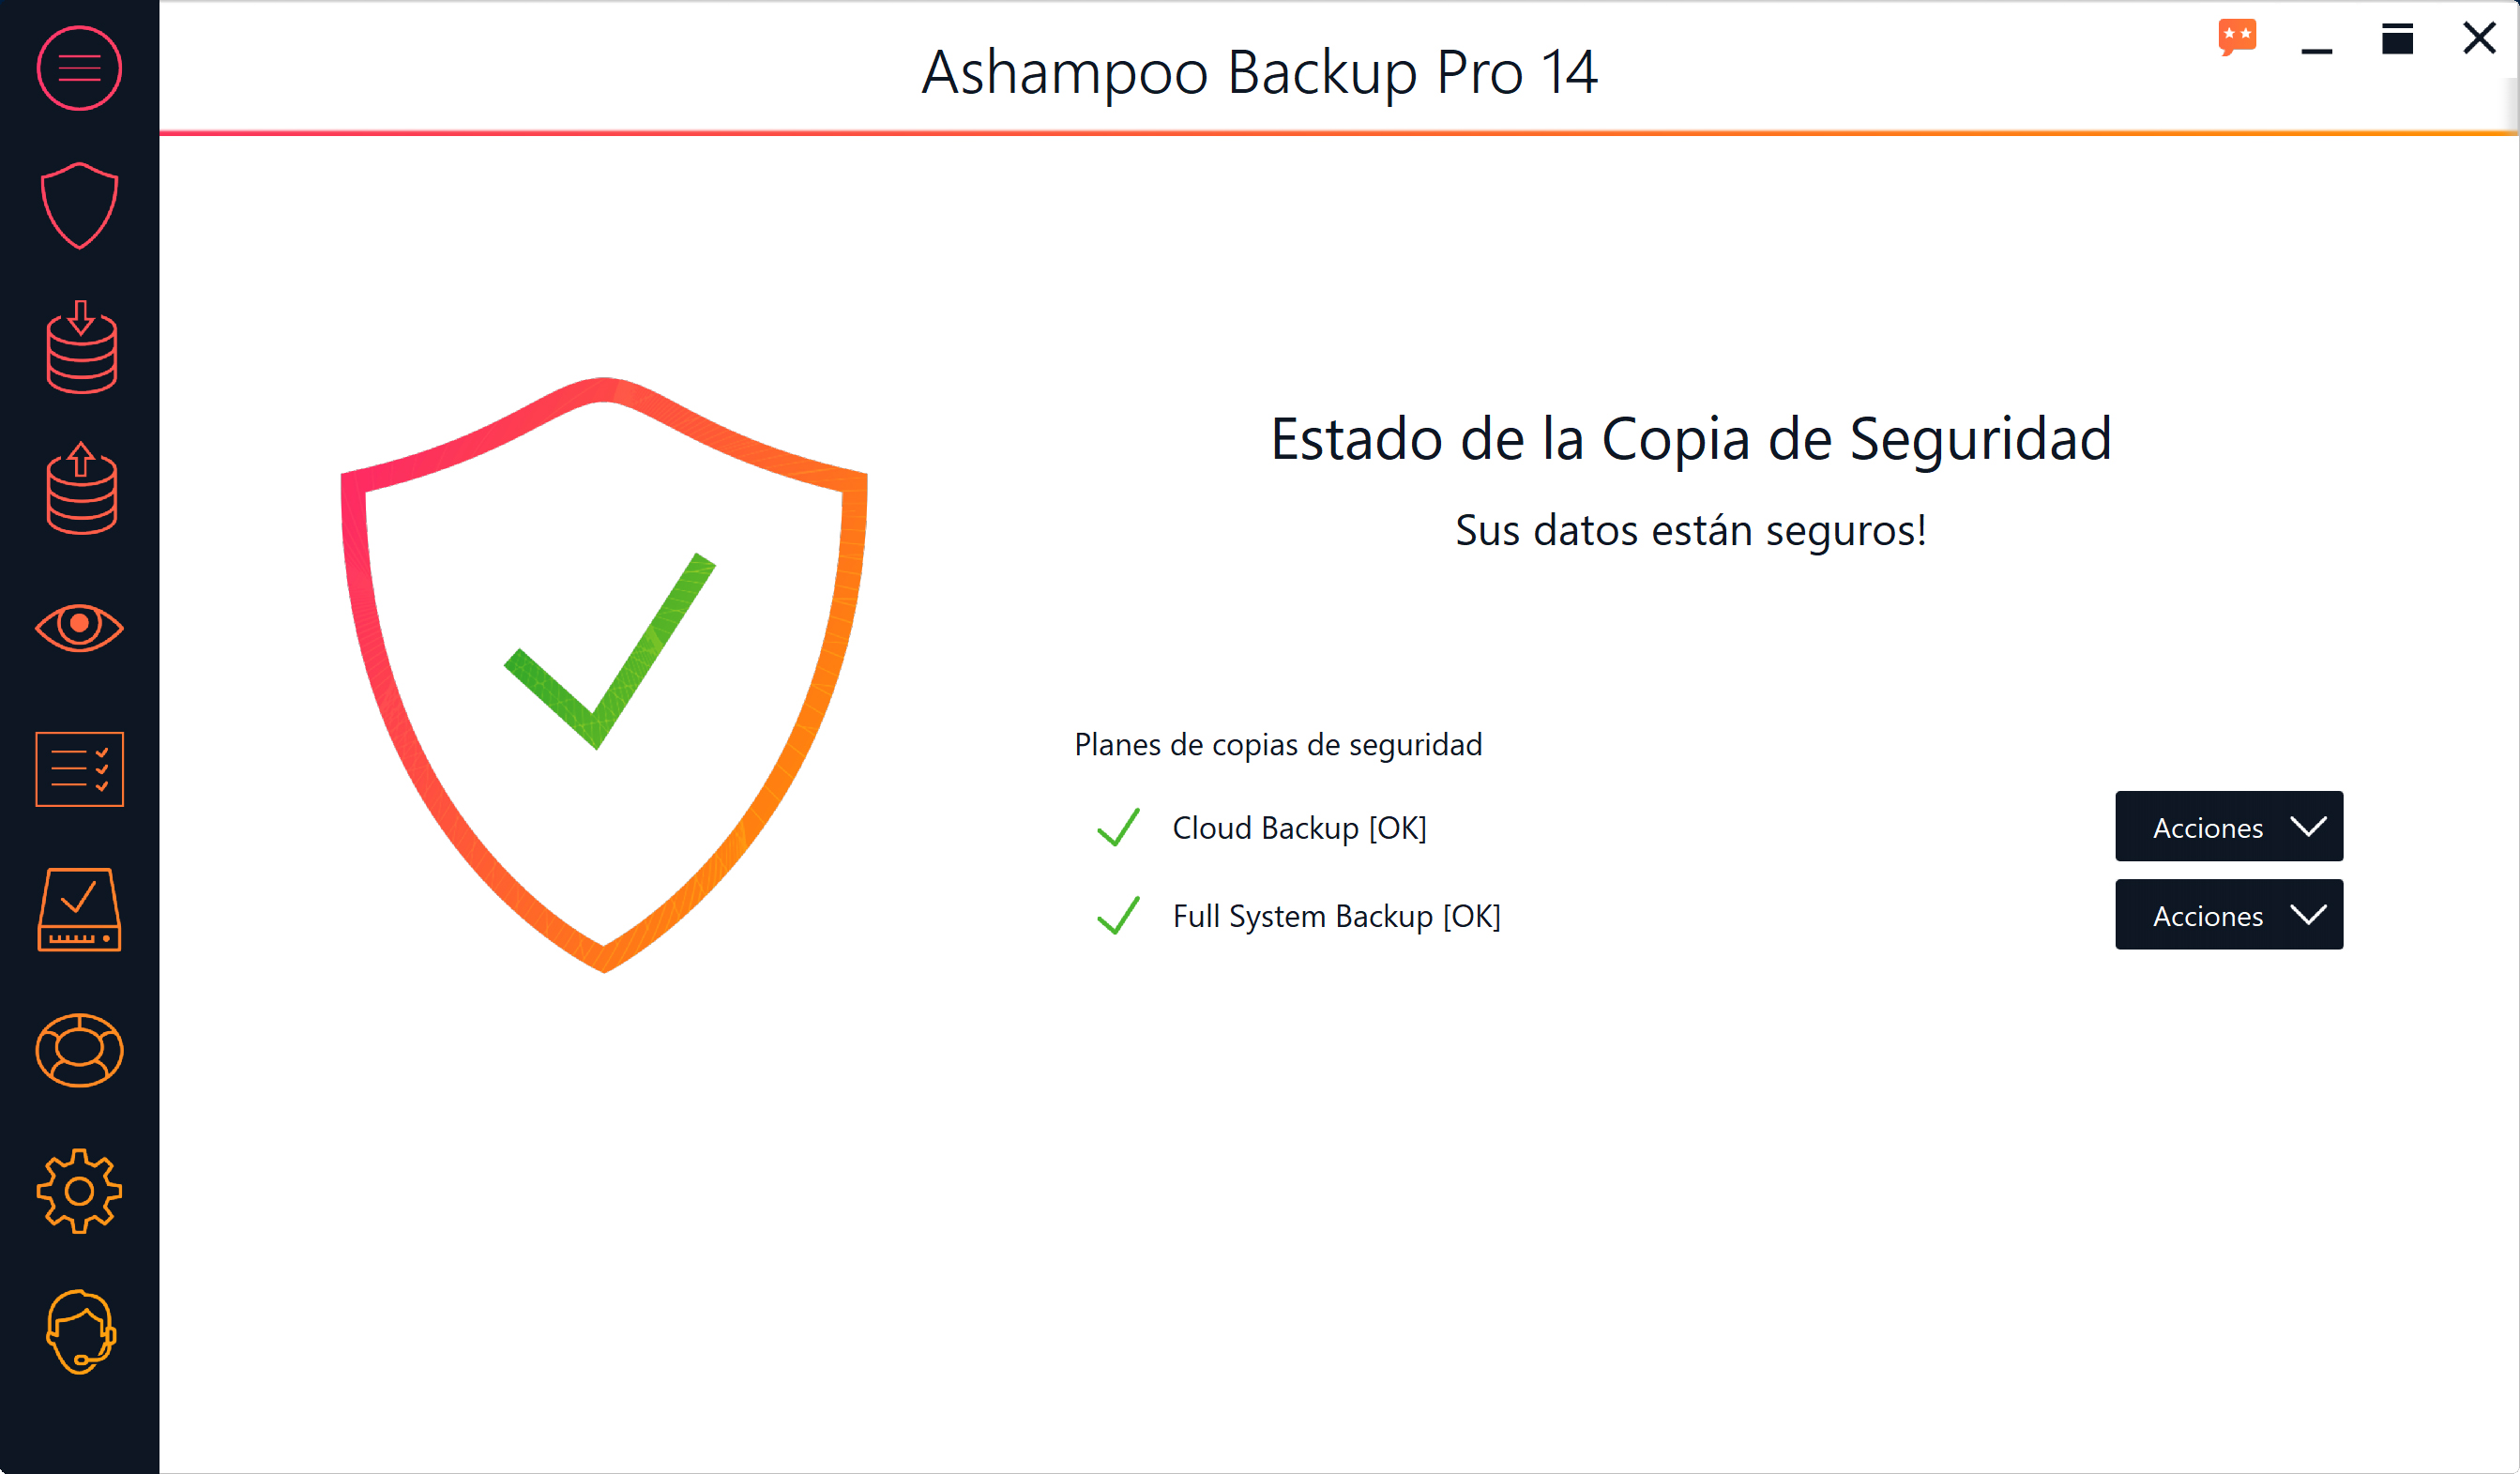 Ashampoo Backup Pro 14
Estado de la Copia de Seguridad
Sus datos están seguros!
Planes de copias de seguridad
Cloud Backup [OK]
Acciones
Full System Backup [OK]
Acciones